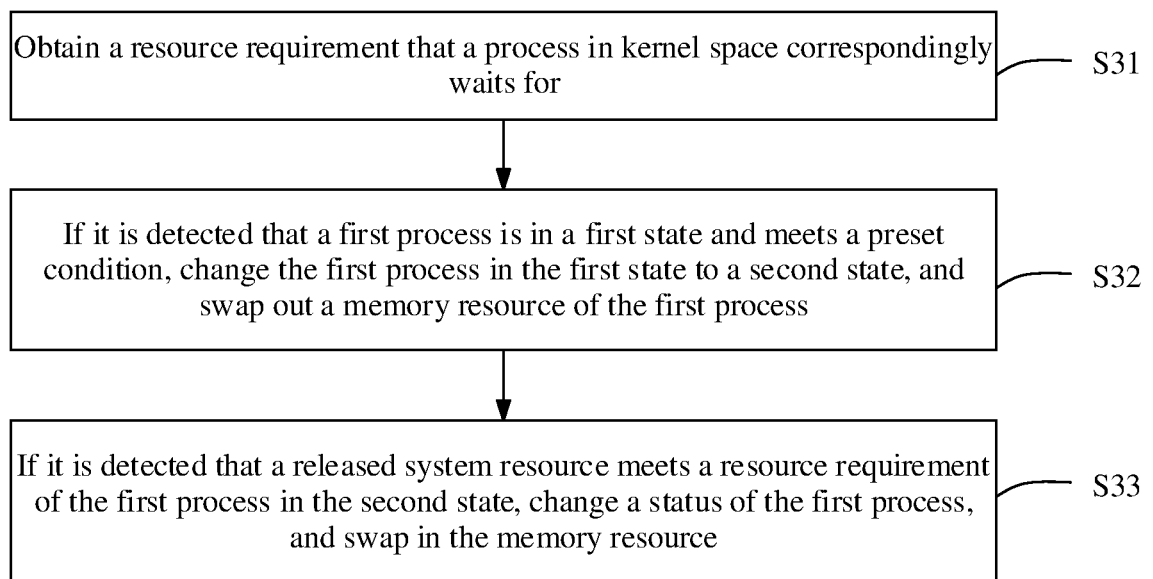 Obtain a resource requirement that a process in kernel space correspondingly
waits for
S31
If it is detected that a first process is in a first state and meets a preset
condition, change the first process in the first state to a second state, and
swap out a memory resource of the first process
S32
If it is detected that a released system resource meets a resource requirement
of the first process in the second state, change a status of the first process,
and swap in the memory resource
S33